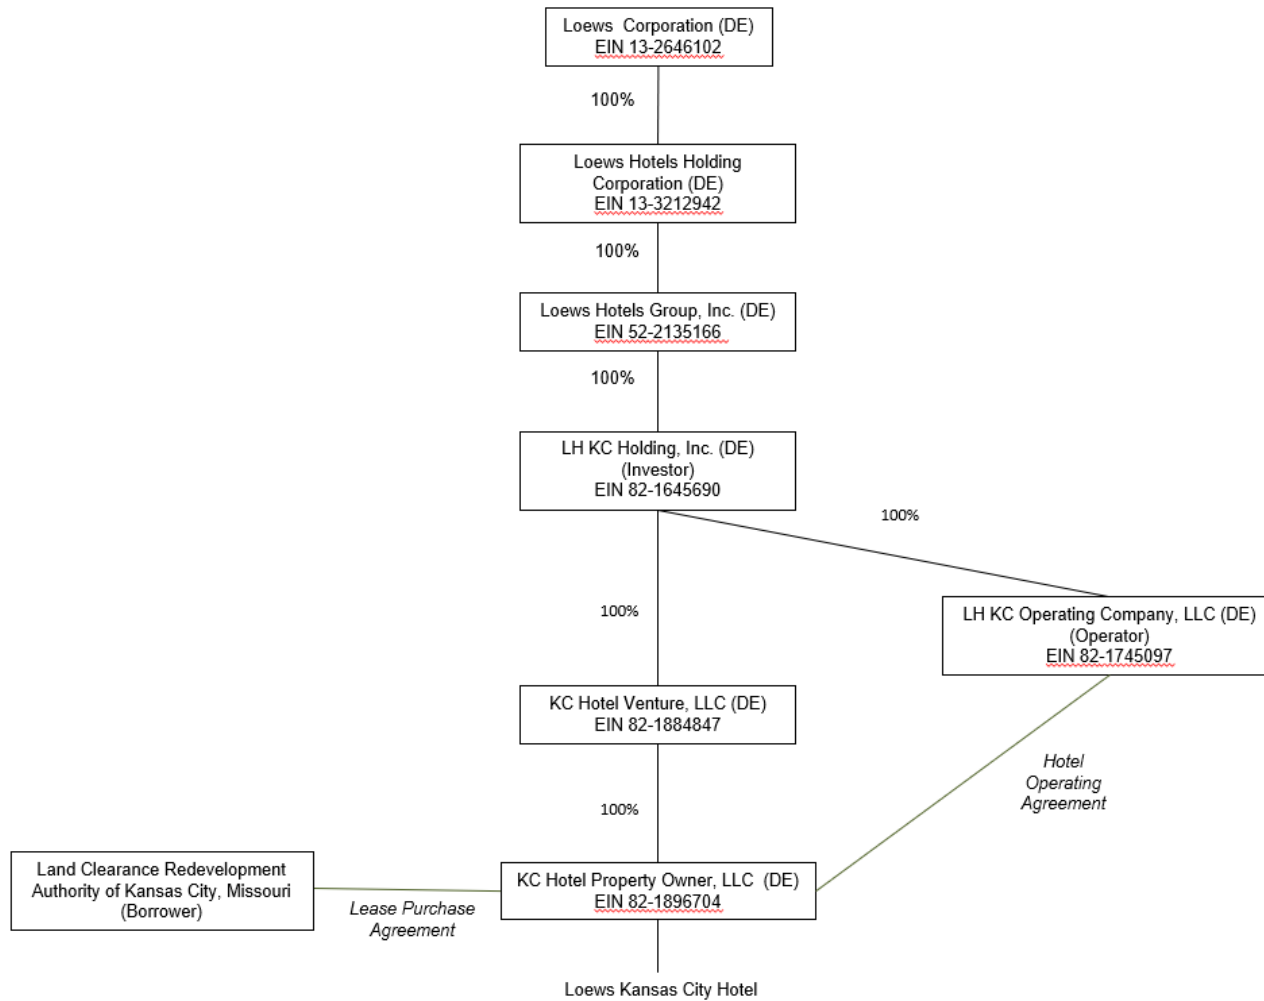 Loews  Corporation (DE)
EIN 13-2646102
100%
Loews Hotels Holding
Corporation (DE)
EIN 13-3212942
100%
Loews Hotels Group, Inc. (DE)
EIN 52-2135166
100%
LH KC Holding, Inc. (DE)
(Investor)
EIN 82-1645690
100%
100%
LH KC Operating Company, LLC (DE)
(Operator)
EIN 82-1745097
KC Hotel Venture, LLC (DE)
EIN 82-1884847
Hotel
Operating
Agreement
100%
Land Clearance Redevelopment
Authority of Kansas City, Missouri
(Borrower)
Lease Purchase
Agreement
KC Hotel Property Owner, LLC  (DE)
EIN 82-1896704
Loews Kansas City Hotel